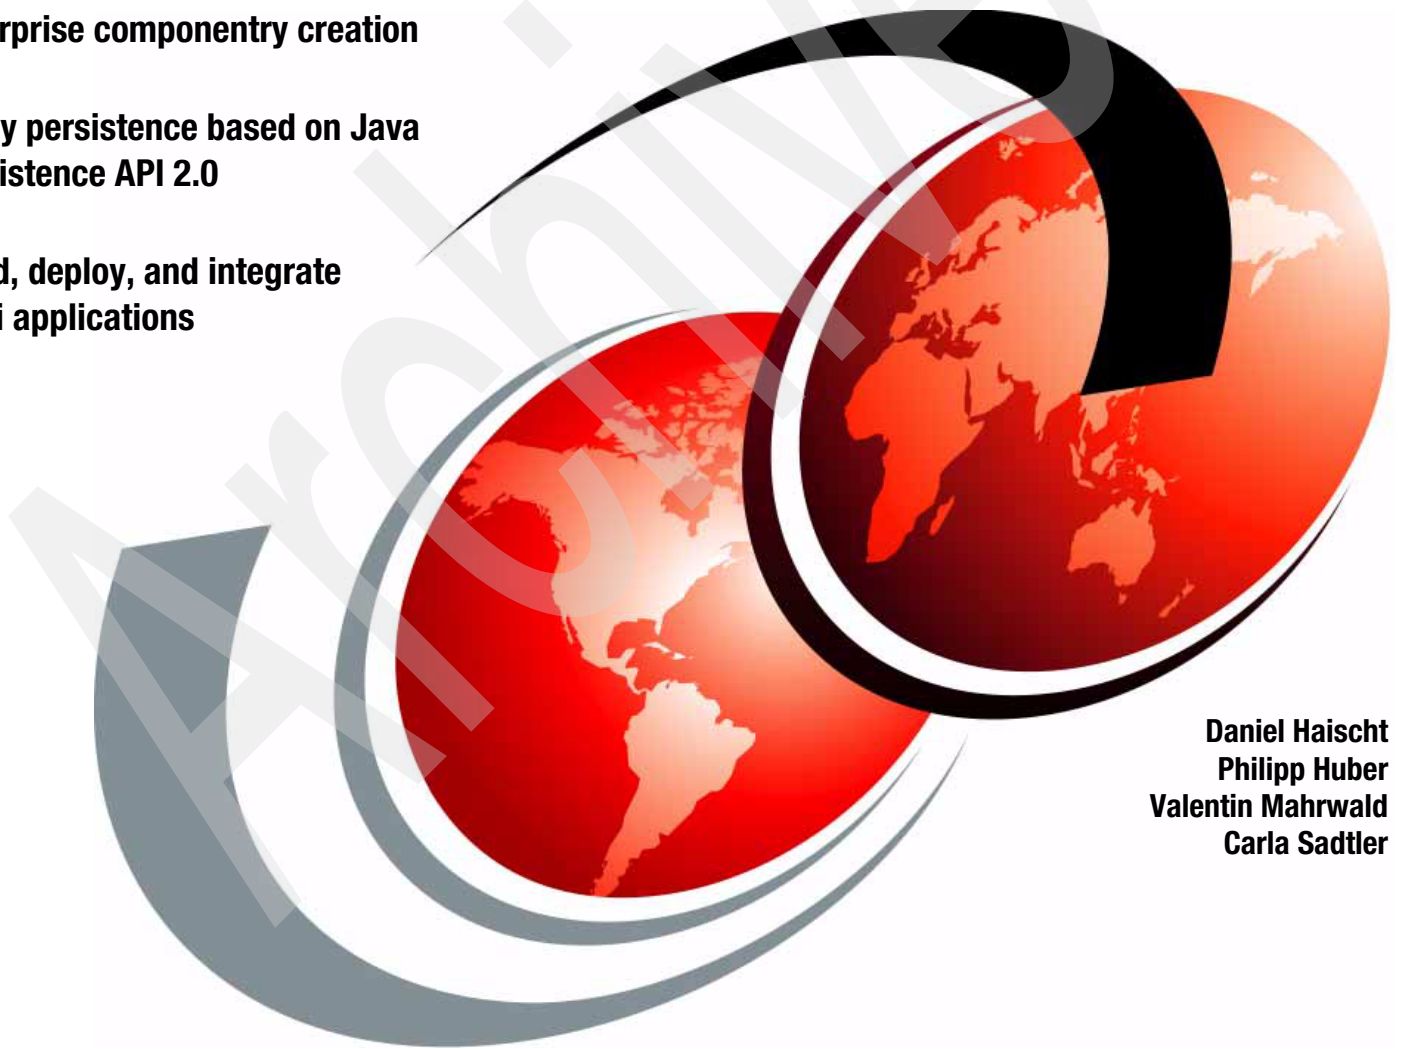 rprise componentry creation
y persistence based on Java
istence API 2.0
d, deploy, and integrate
i applications
Daniel Haischt
Philipp Huber
Valentin Mahrwald
Carla Sadtler
Archive